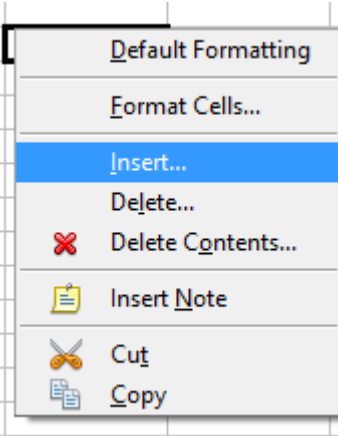 Default Formatting
Format Cells...
Insert...
Delete...
Delete Contents...
Insert Note
Cut
Copy